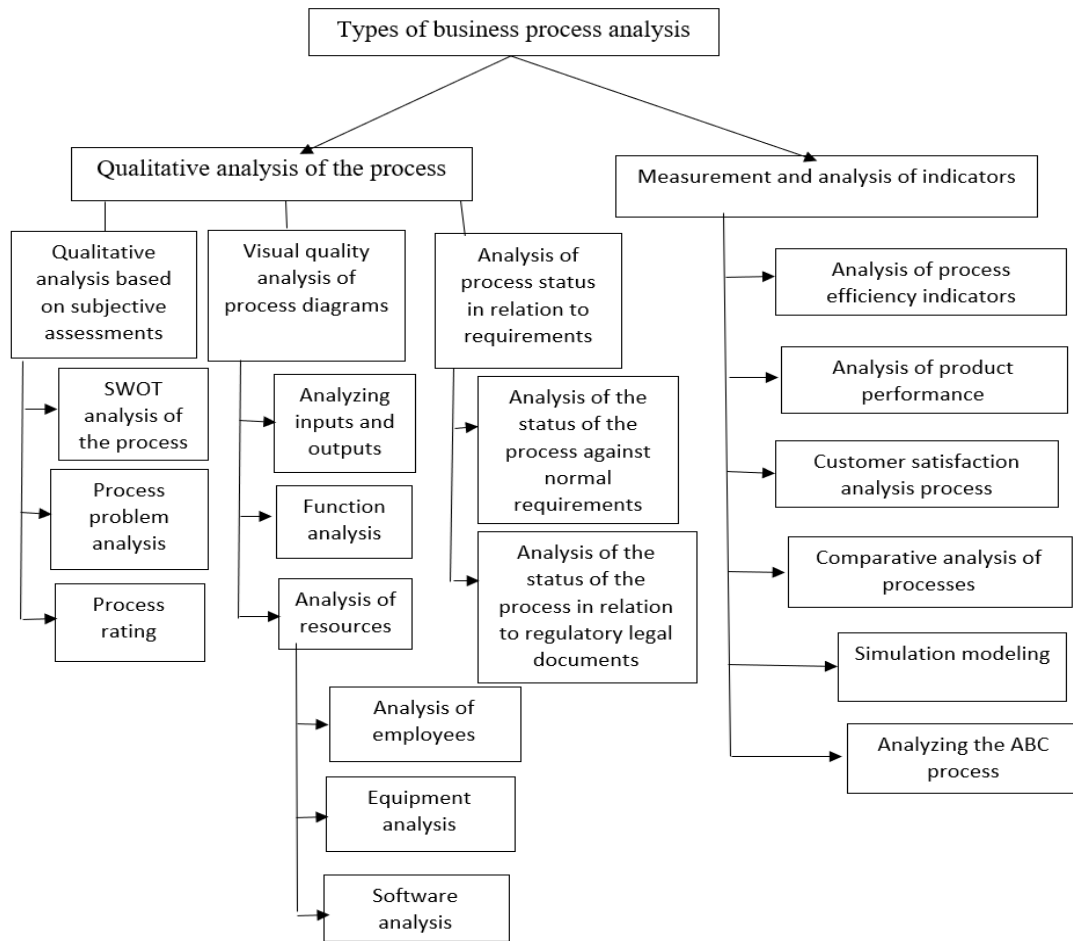 Types of business process analysis
Qualitative analysis of the process
Measurement and analysis of indicators
Qualitative
analysis based
on subjective
assessments
SWOT
analysis of
the process
Process
problem
analysis
Process
rating
Visual quality
analysis of
process diagrams
Analyzing
inputs and
outputs
Function
analysis
Analysis of
resources
Analysis of
employees
Equipment
analysis
Software
analysis
Analysis of
process status
in relation to
requirements
Analysis of the
status of the
process against
normal
requirements
Analysis of the
status of the
process in relation
to regulatory legal
documents
Analysis of process
efficiency indicators
Analysis of product
performance
Customer satisfaction
analysis process
Comparative analysis of
processes
Simulation modeling
Analyzing the ABC
process